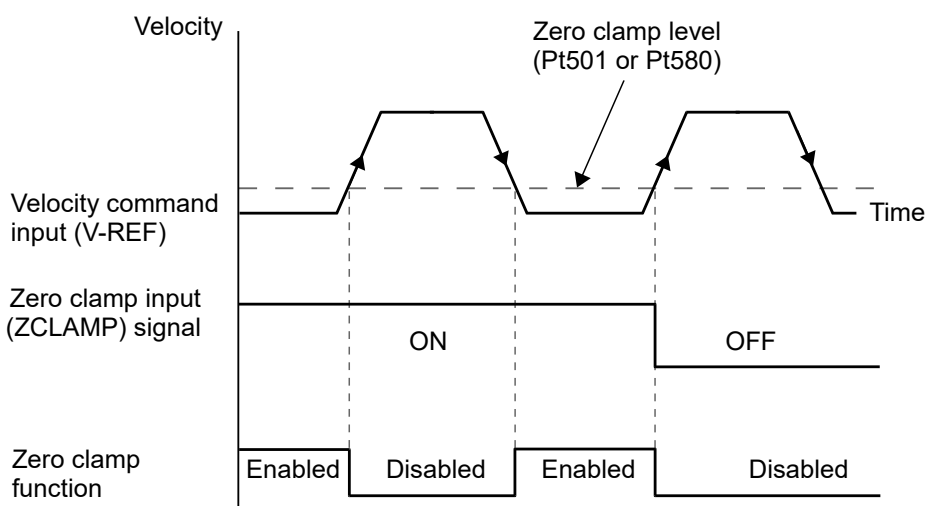 Velocity
Zero clamp level
(Pt501 or Pt580)
Velocity command
input (V-REF)
Time
Zero clamp input
(ZCLAMP) signal
ON
OFF
Zero clamp
function
Enabled
Disabled
Enabled
Disabled